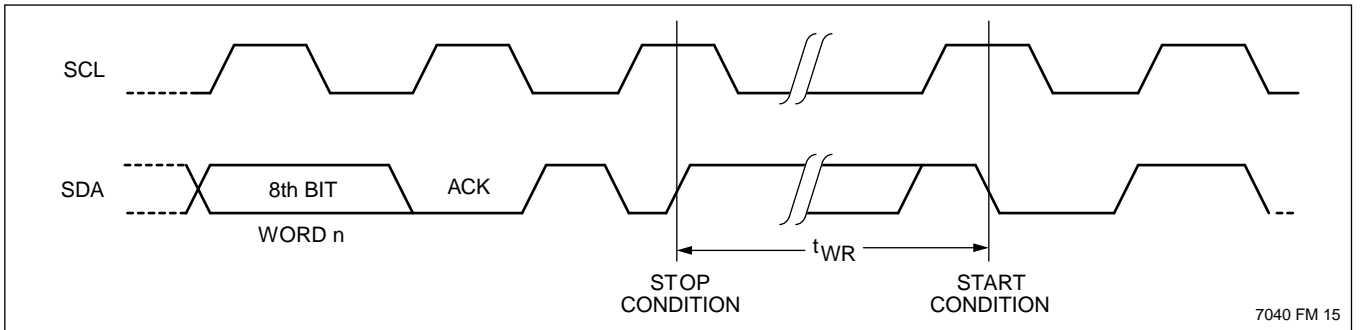 SCL
SDA
8th BIT
ACK
WORD n
tWR
STOP
CONDITION
START
CONDITION
7040 FM 15